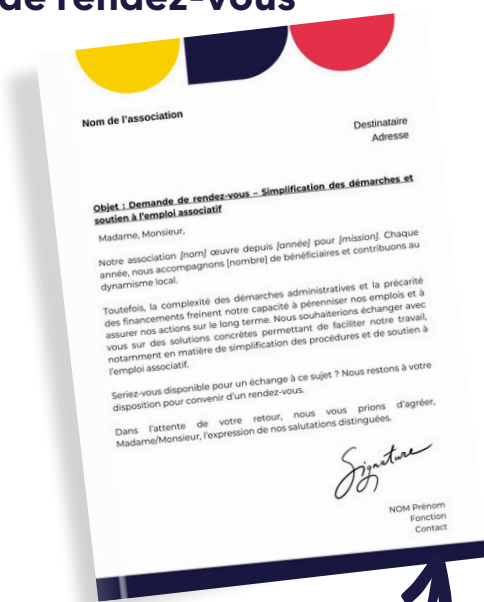 de rendez-vous
Nom de l'association
Destinataire
Adresse
Objet : Demande de rendez-vous – Simplification des démarches et
soutien à l'emploi associatif
Madame, Monsieur,
Notre association [nom] œuvre depuis [année] pour [mission]. Chaque
année, nous accompagnons [nombre] de bénéficiaires et contribuons au
dynamisme local.
Toutefois, la complexité des démarches administratives et la précarité
des financements freinent notre capacité à pérenniser nos emplois et à
assurer nos actions sur le long terme. Nous souhaiterions échanger avec
vous sur des solutions concrètes permettant de faciliter notre travail,
notamment en matière de simplification des procédures et de soutien à
l'emploi associatif.
Seriez-vous disponible pour un échange à ce sujet ? Nous restons à votre
disposition pour convenir d'un rendez-vous.
Dans l'attente de votre retour, nous vous prions d'agréer,
Madame/Monsieur, l'expression de nos salutations distinguées.
Signature
NOM Prénom
Fonction
Contact